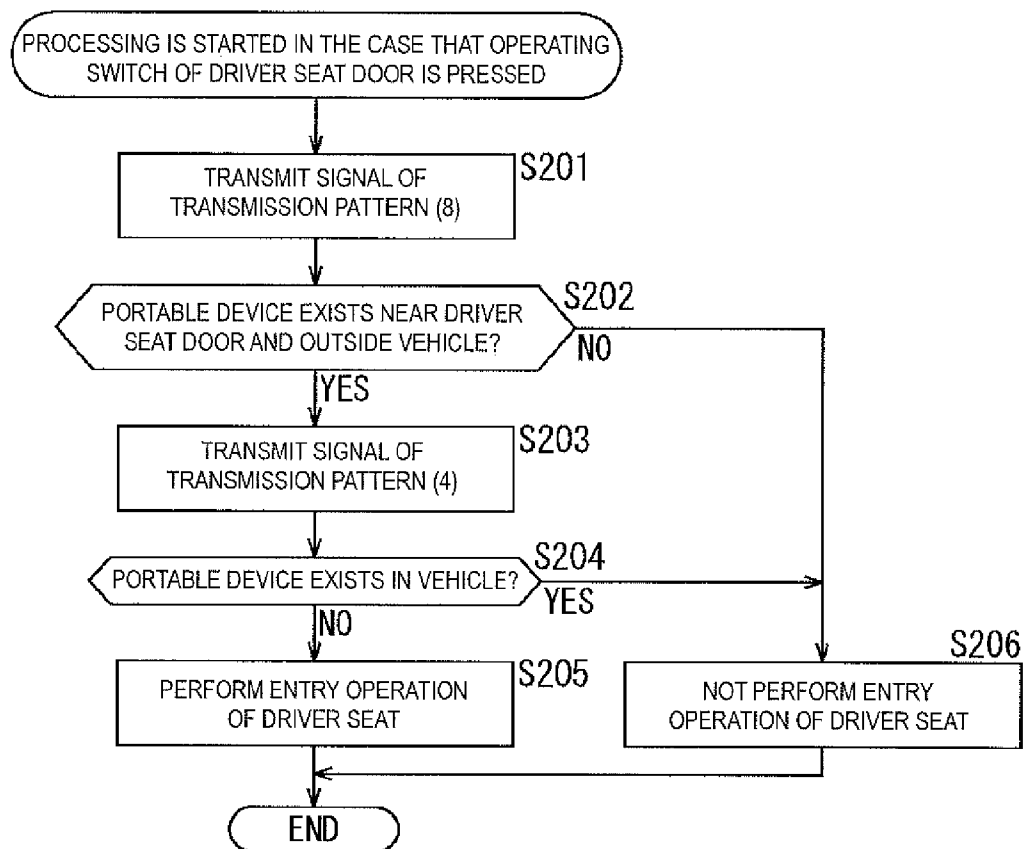 PROCESSING IS STARTED IN THE CASE THAT OPERATING
SWITCH OF DRIVER SEAT DOOR IS PRESSED
S201
TRANSMIT SIGNAL OF
TRANSMISSION PATTERN (8)
S202
PORTABLE DEVICE EXISTS NEAR DRIVER
SEAT DOOR AND OUTSIDE VEHICLE?
NO
YES
S203
TRANSMIT SIGNAL OF
TRANSMISSION PATTERN (4)
S204
PORTABLE DEVICE EXISTS IN VEHICLE?
YES
NO
S205
PERFORM ENTRY OPERATION
OF DRIVER SEAT
S206
NOT PERFORM ENTRY
OPERATION OF DRIVER SEAT
END